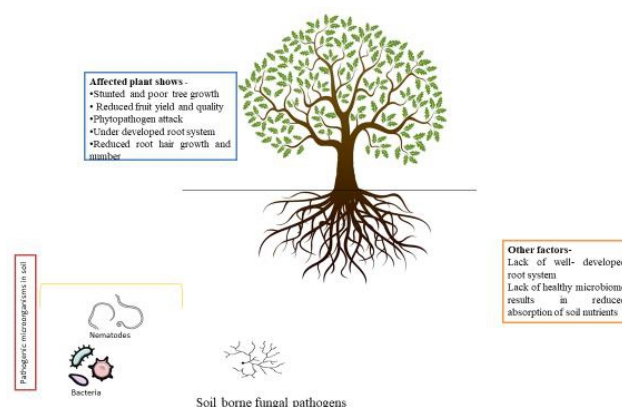 Affected plant shows -
•Stunted and poor tree growth
• Reduced fruit yield and quality
•Phytopathogen attack
•Under developed root system
•Reduced root hair growth and
number
Other factors-
Lack of well- developed
root system
Lack of healthy microbiome
results in reduced
absorption of soil nutrients
Pathogenic microorganisms in soil
Nematodes
Bacteria
Soil borne fungal pathogens